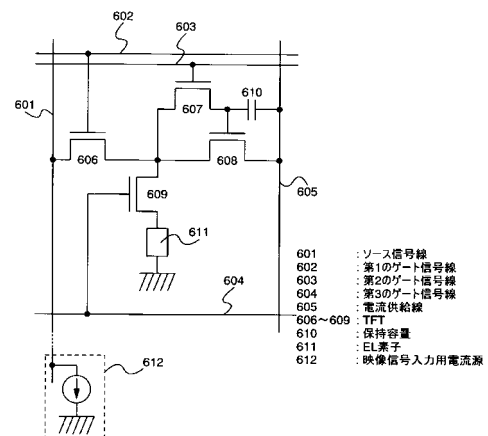 602
603
601
610
607
606
608
609
605
611
604
612
601 : ソース信号線
602 : 第1のゲート信号線
603 : 第2のゲート信号線
604 : 第3のゲート信号線
605 : 電流供給線
606~609 : TFT
610 : 保持容量
611 : EL素子
612 : 映像信号入力用電流源